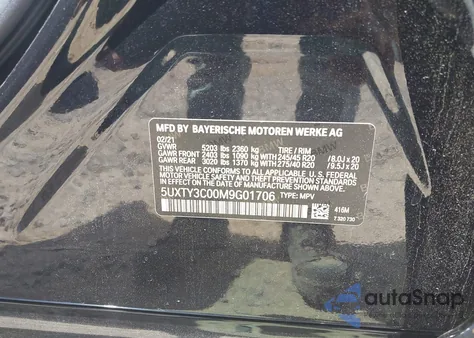 MFD BY BAYERISCHE MOTOREN WERKE AG
02/21
GVWR 5203 lbs 2360 kg TIRE / RIM
GAWR FRONT 2403 lbs 1090 kg WITH 245/45 R20 / 8.0J x 20
GAWR REAR 3020 lbs 1370 kg WITH 275/40 R20 / 9.5J x 20
THIS VEHICLE CONFORMS TO ALL APPLICABLE U.S. FEDERAL
MOTOR VEHICLE SAFETY STANDARDS IN
EFFECT ON THE DATE OF MANUFACTURE SHOWN ABOVE.
5UXTY3C00M9G01706 TYPE: MPV
416M
T 330 730
autoSnap